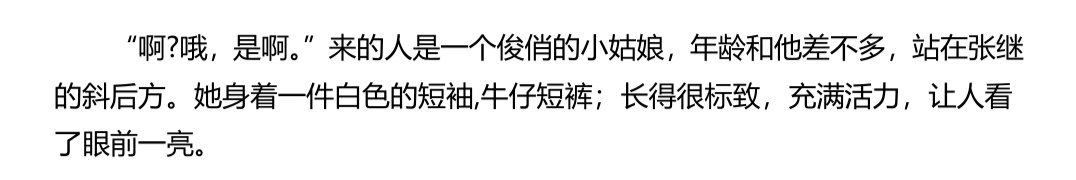 “啊?哦，是啊。”来的人是一个俊俏的小姑娘，年龄和他差不多，站在张继
的斜后方。她身着一件白色的短袖,牛仔短裤；长得很标致，充满活力，让人看
了眼前一亮。